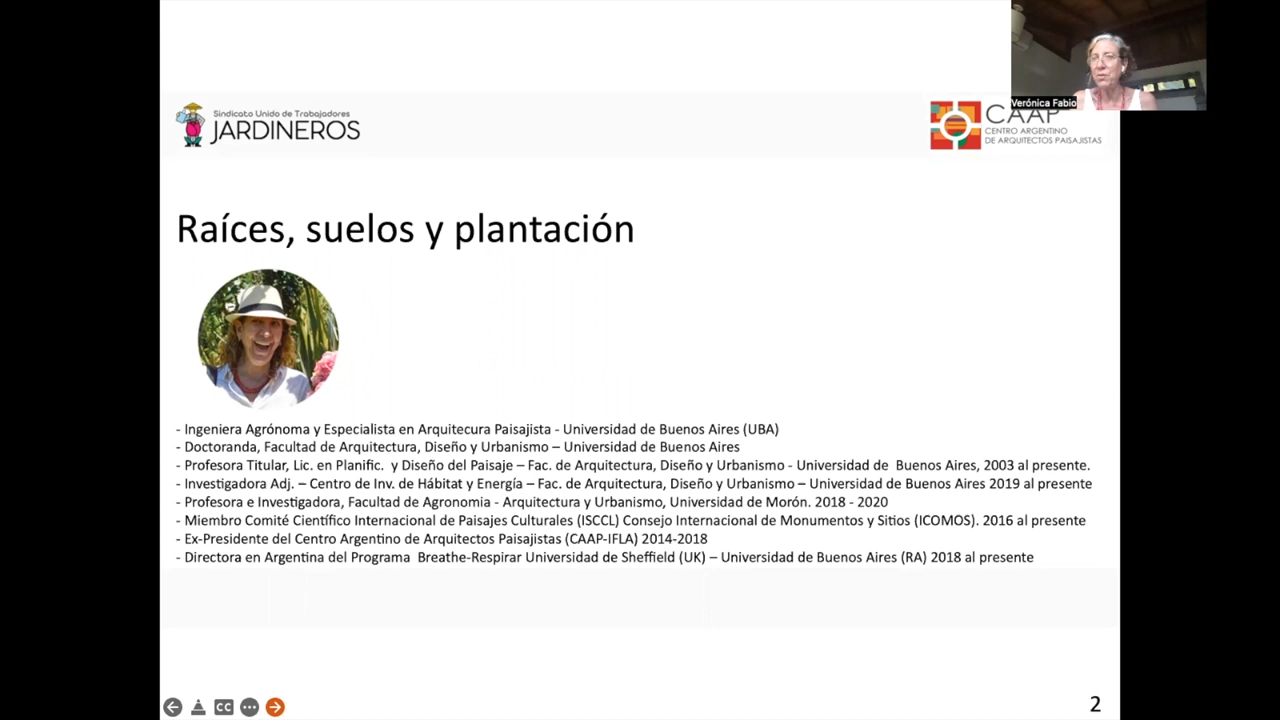 Verónica Fabio
Sindicato Unido de Trabajadores
JARDINEROS
CAAP
CENTRO ARGENTINO
DE ARQUITECTOS PAISAJISTAS
Raíces, suelos y plantación
- Ingeniera Agrónoma y Especialista en Arquitecura Paisajista - Universidad de Buenos Aires (UBA)
- Doctoranda, Facultad de Arquitectura, Diseño y Urbanismo – Universidad de Buenos Aires
- Profesora Titular, Lic. en Planific. y Diseño del Paisaje – Fac. de Arquitectura, Diseño y Urbanismo - Universidad de Buenos Aires, 2003 al presente.
- Investigadora Adj. – Centro de Inv. de Hábitat y Energía – Fac. de Arquitectura, Diseño y Urbanismo – Universidad de Buenos Aires 2019 al presente
- Profesora e Investigadora, Facultad de Agronomia - Arquitectura y Urbanismo, Universidad de Morón. 2018 - 2020
- Miembro Comité Científico Internacional de Paisajes Culturales (ISCCL) Consejo Internacional de Monumentos y Sitios (ICOMOS). 2016 al presente
- Ex-Presidente del Centro Argentino de Arquitectos Paisajistas (CAAP-IFLA) 2014-2018
- Directora en Argentina del Programa Breathe-Respirar Universidad de Sheffield (UK) – Universidad de Buenos Aires (RA) 2018 al presente
CC
2